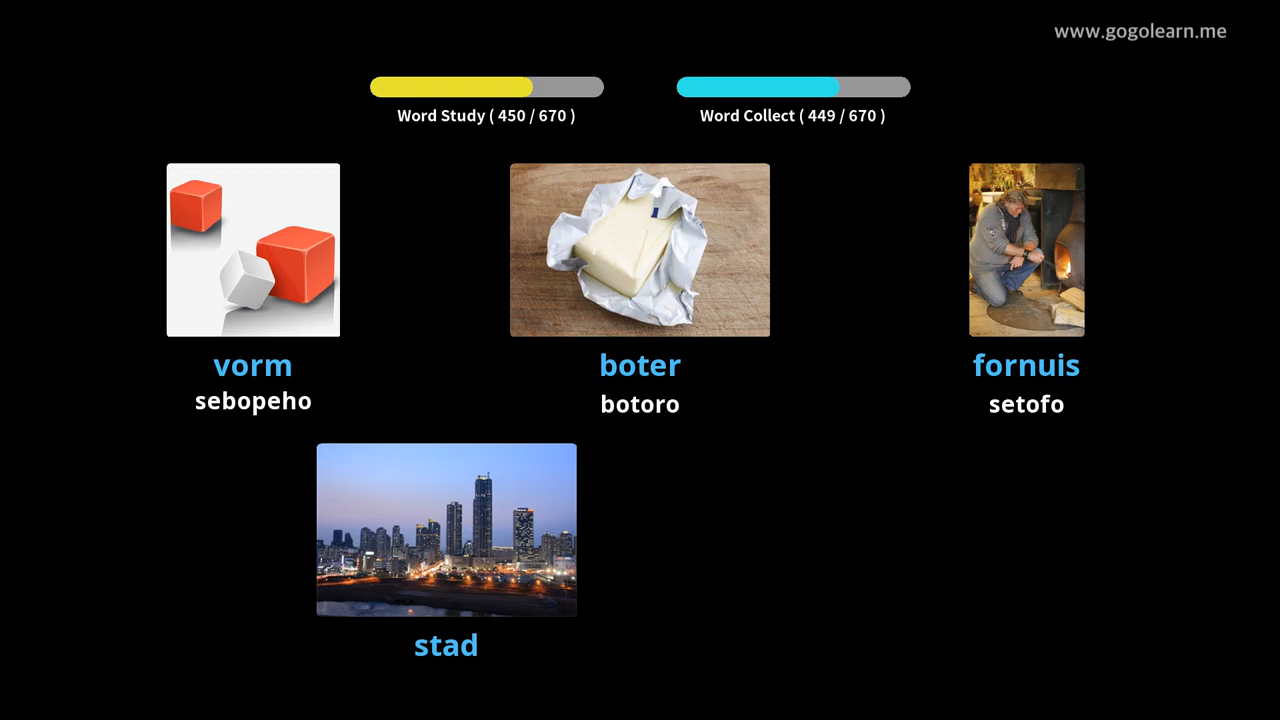 www.gogolearn.me
Word Study ( 450 / 670 )
Word Collect ( 449 / 670 )
vorm
sebopeho
boter
botoro
fornuis
setofo
stad